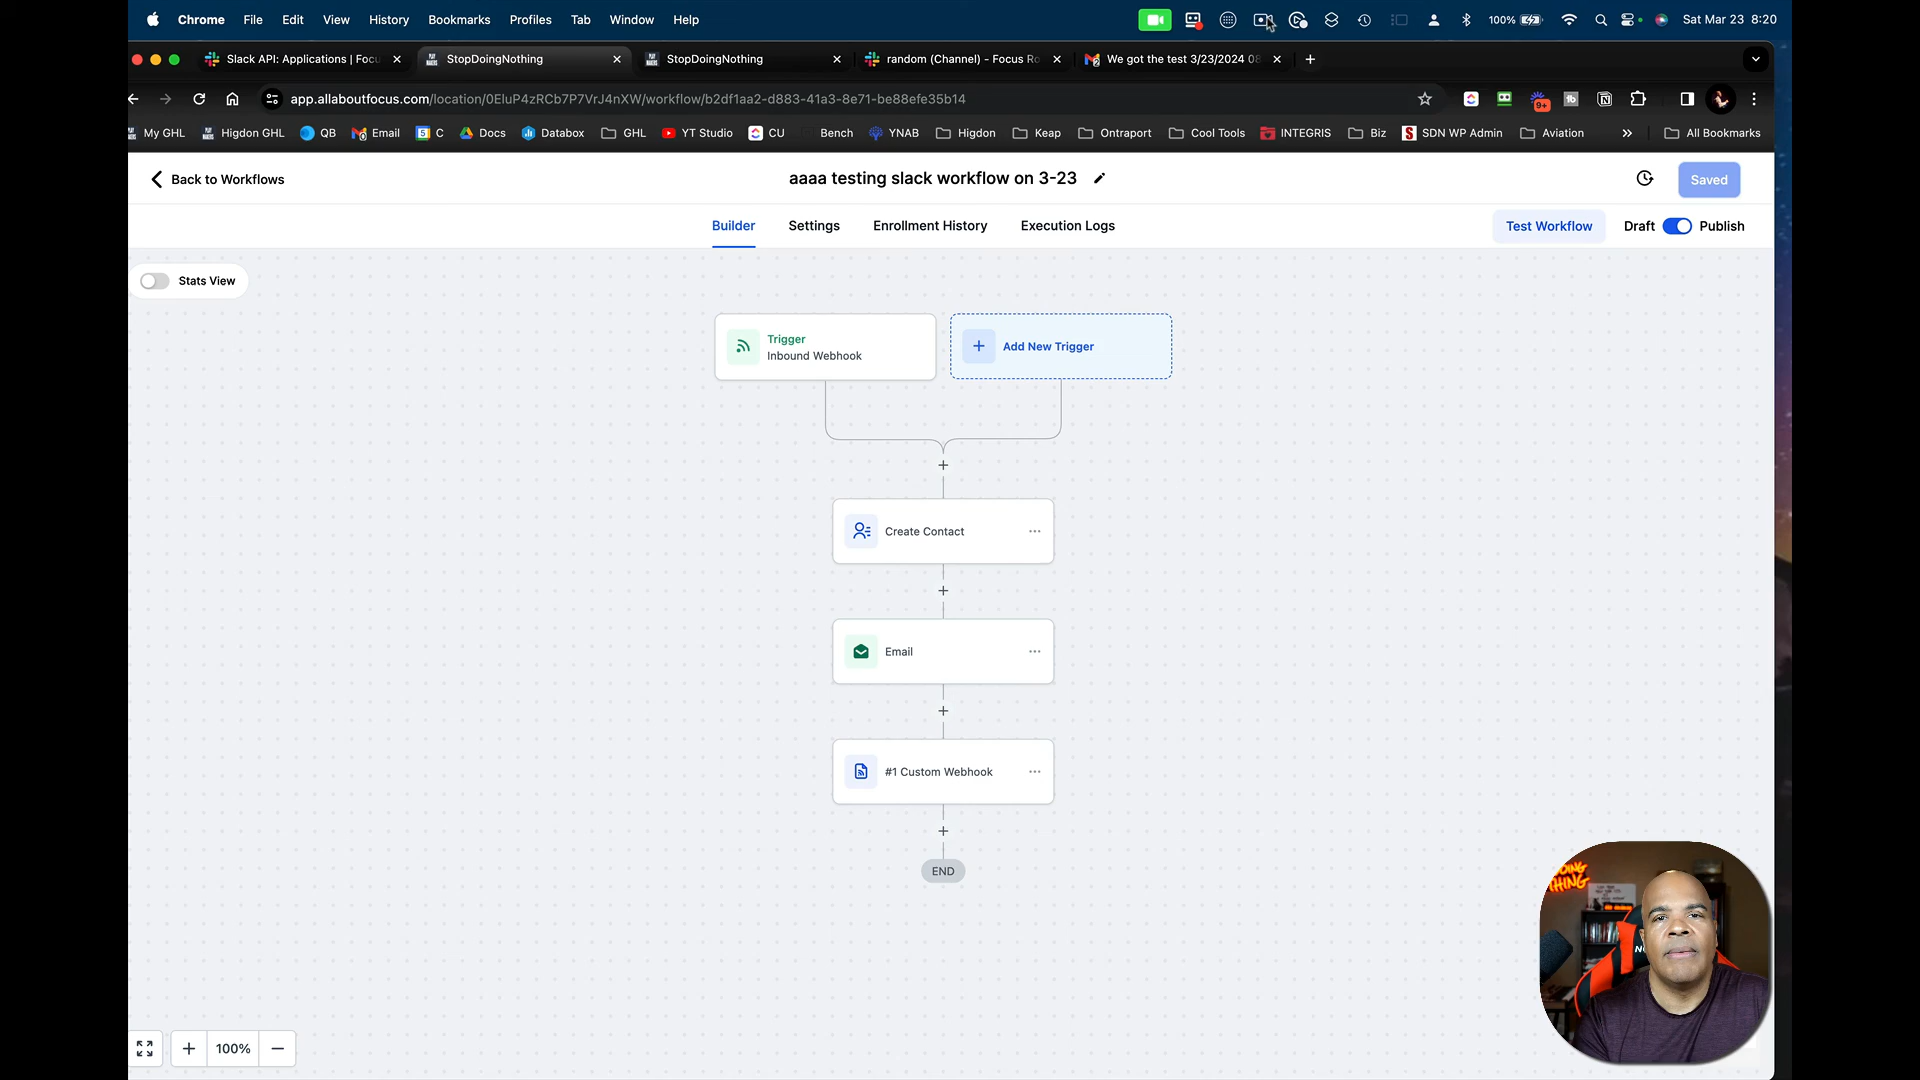 Chrome File Edit View History Bookmarks Profiles Tab Window Help 100% Sat Mar 23 8:20
Slack API: Applications | Focu StopDoingNothing StopDoingNothing random (Channel) - Focus Ro We got the test 3/23/2024 08
app.allaboutfocus.com/location/0EluP4zRCb7P7VrJ4nXW/workflow/b2df1aa2-d883-41a3-8e71-be88efe35b14 9+
My GHL Higdon GHL QB Email 5 C Docs Databox GHL YT Studio CU Bench YNAB Higdon Keap Ontraport Cool Tools INTEGRIS Biz SDN WP Admin Aviation All Bookmarks
Back to Workflows aaaa testing slack workflow on 3-23 Saved
Builder Settings Enrollment History Execution Logs Test Workflow Draft Publish
Stats View
Trigger
Inbound Webhook
Add New Trigger
Create Contact
Email
#1 Custom Webhook
END
100%